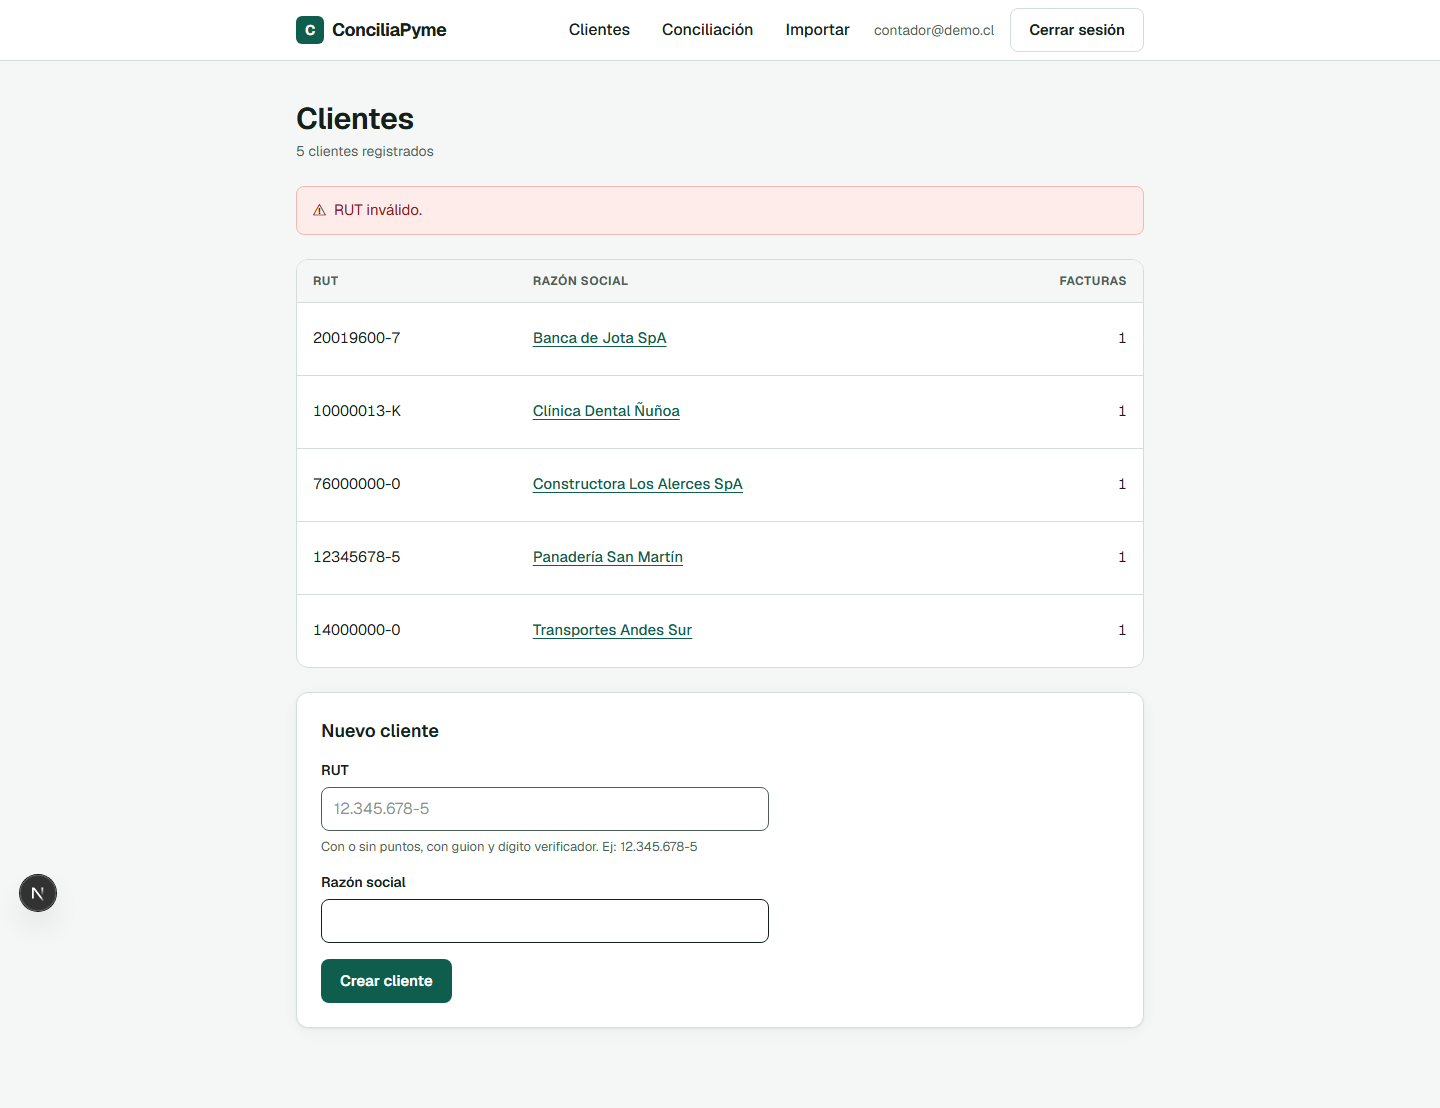 C ConciliaPyme Clientes Conciliación Importar contador@demo.cl Cerrar sesión
Clientes
5 clientes registrados
⚠ RUT inválido.
RUT RAZÓN SOCIAL FACTURAS
20019600-7 Banca de Jota SpA 1
10000013-K Clínica Dental Ñuñoa 1
76000000-0 Constructora Los Alerces SpA 1
12345678-5 Panadería San Martín 1
14000000-0 Transportes Andes Sur 1
Nuevo cliente
RUT
12.345.678-5
Con o sin puntos, con guion y dígito verificador. Ej: 12.345.678-5
N
Razón social
Crear cliente